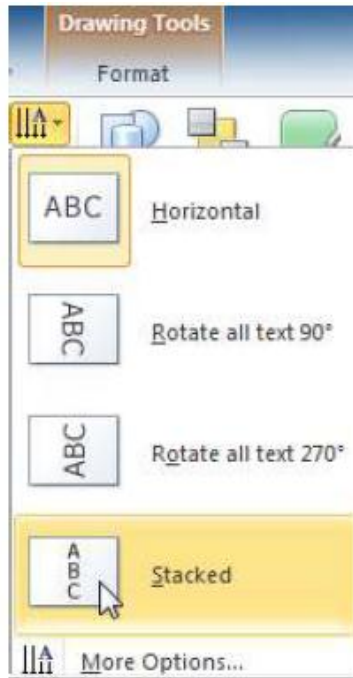 Drawing Tools
Format
ABC Horizontal
ABC Rotate all text 90°
ABC Rotate all text 270°
A
B
C
Stacked
More Options...